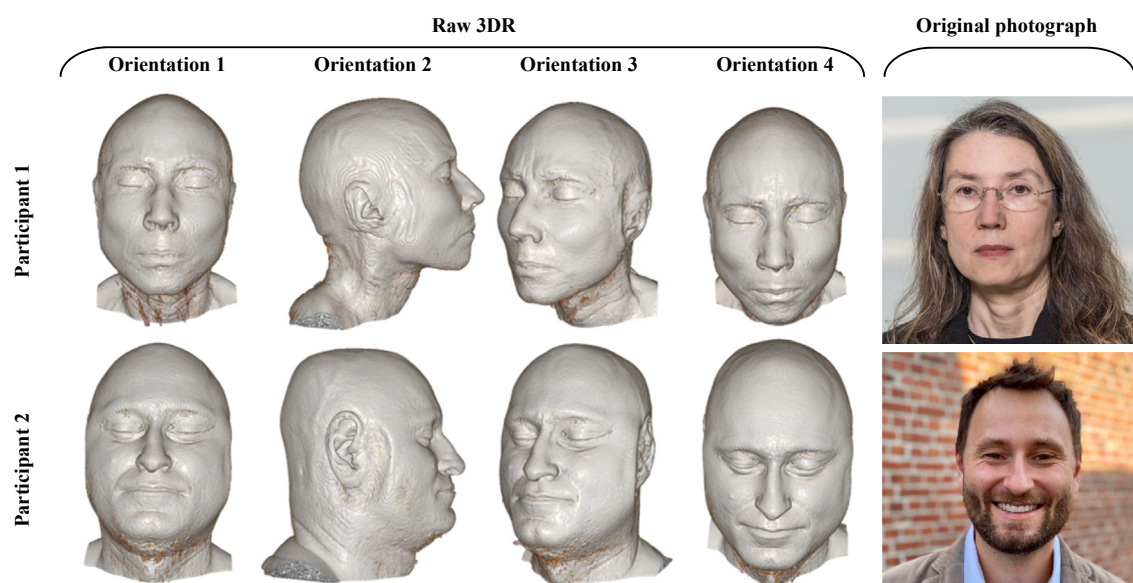 Raw 3DR
Original photograph
Orientation 1
Orientation 2
Orientation 3
Orientation 4
Participant 1
Participant 2